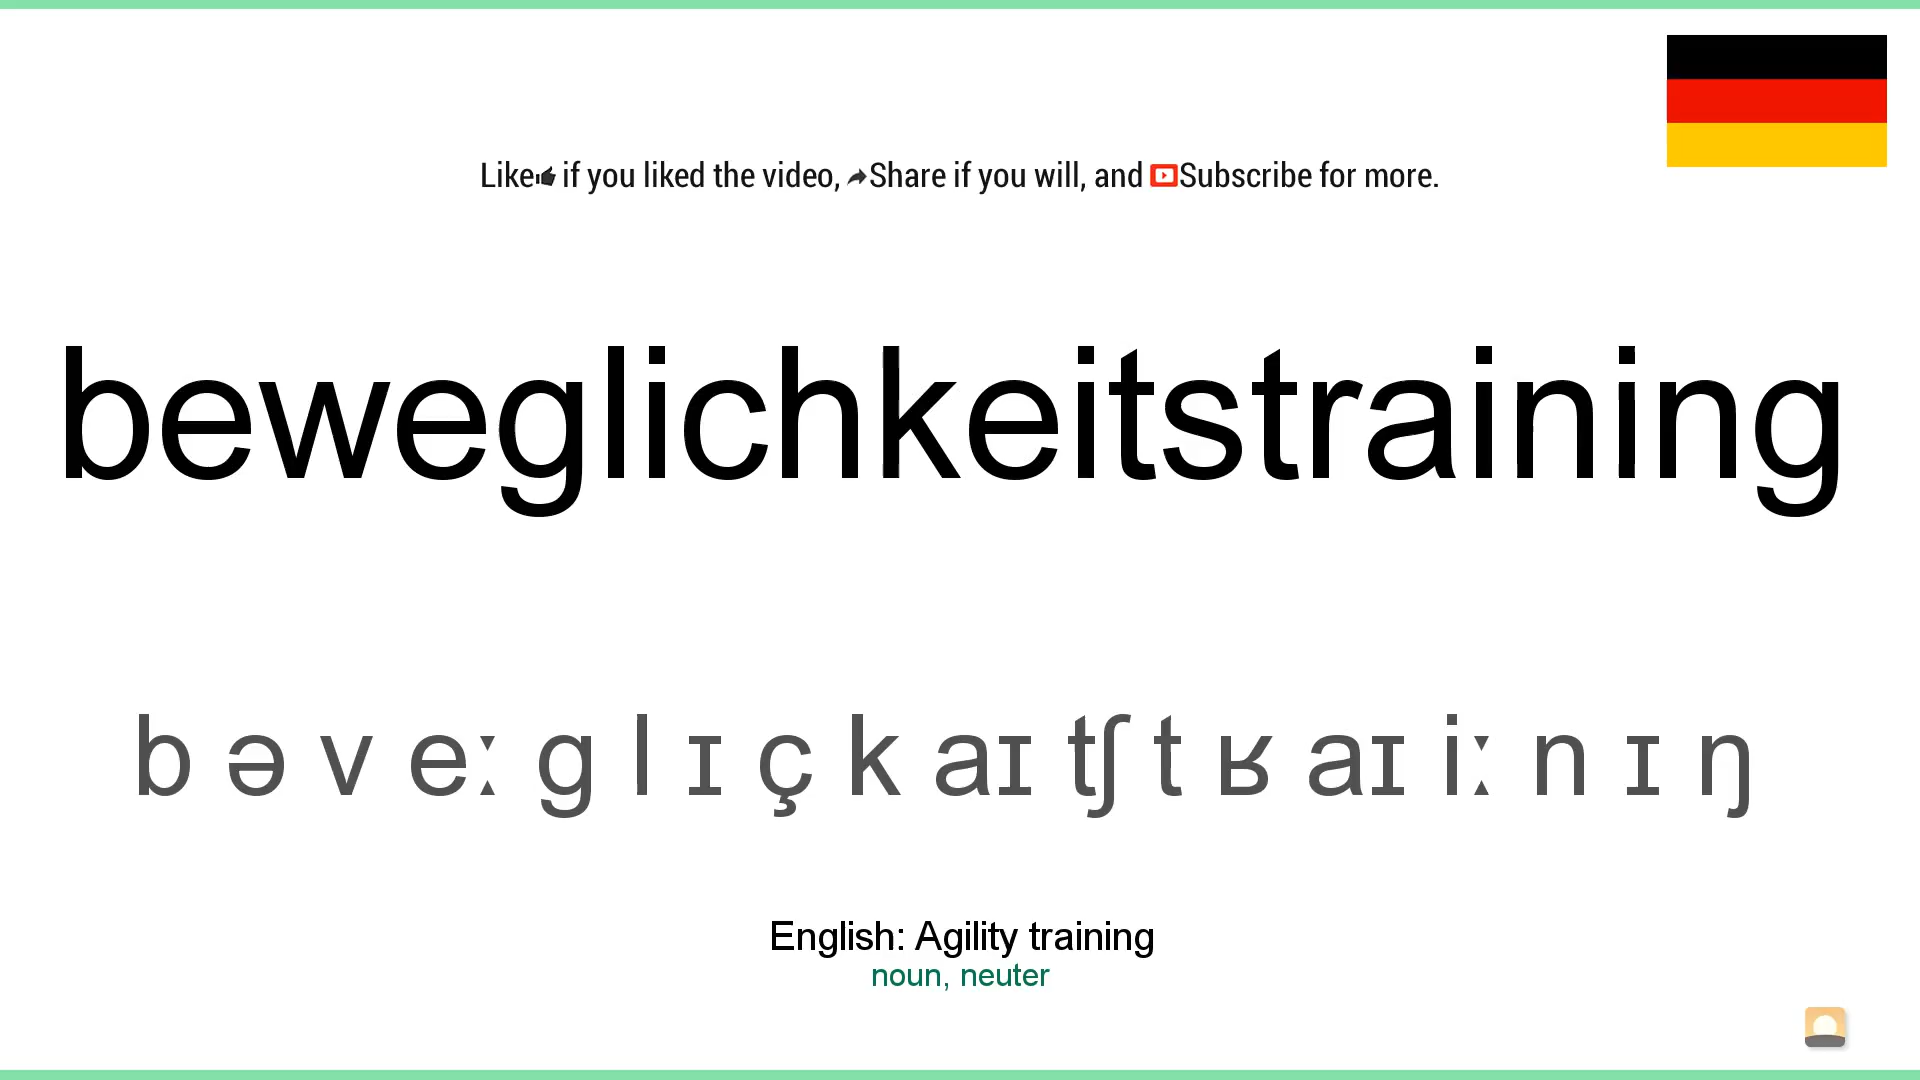 Like if you liked the video, Share if you will, and Subscribe for more.
beweglichkeitstraining
b ə v eː g l ɪ ç k aɪ ʧ t ʁ aɪ iː n ɪ ŋ
English: Agility training
noun, neuter